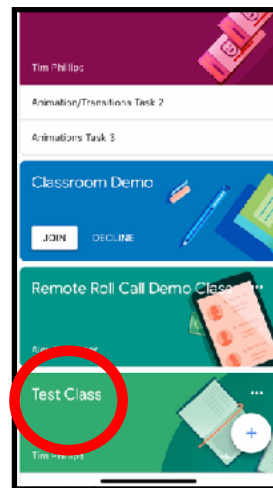 Tim Phillips
Animation/Transitions Task 2
Animations Task 3
Classroom Demo
JOIN DECLINE
Remote Roll Call Demo Class
Test Class
Tim Phillips